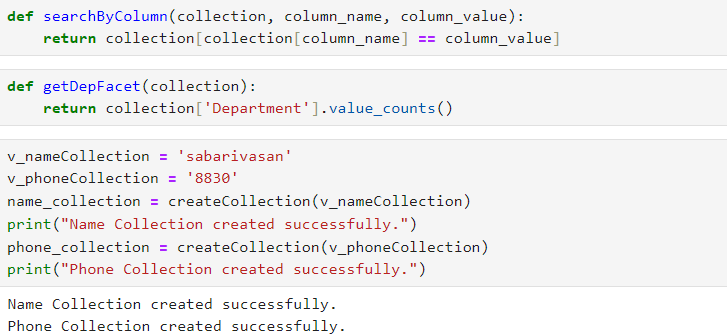 def searchByColumn(collection, column_name, column_value):
    return collection[collection[column_name] == column_value]
def getDepFacet(collection):
    return collection['Department'].value_counts()
v_nameCollection = 'sabarivasan'
v_phoneCollection = '8830'
name_collection = createCollection(v_nameCollection)
print("Name Collection created successfully.")
phone_collection = createCollection(v_phoneCollection)
print("Phone Collection created successfully.")
Name Collection created successfully.
Phone Collection created successfully.